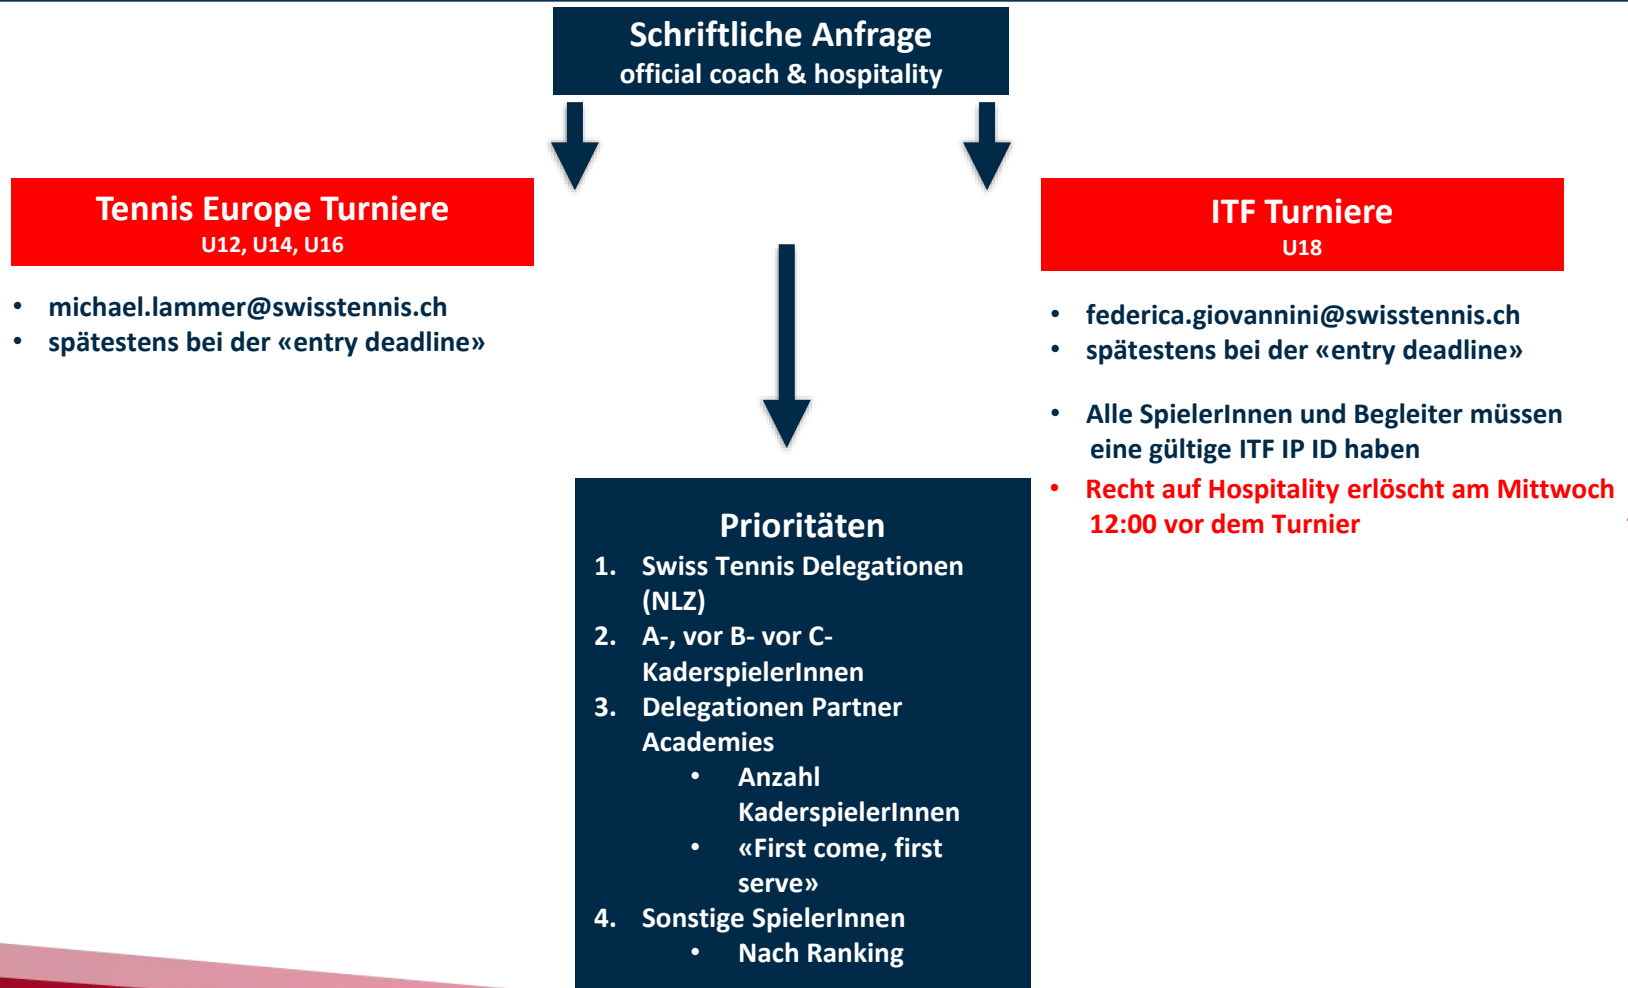 Schriftliche Anfrage
official coach & hospitality
Tennis Europe Turniere
U12, U14, U16
• michael.lammer@swisstennis.ch
• spätestens bei der «entry deadline»
ITF Turniere
U18
• federica.giovannini@swisstennis.ch
• spätestens bei der «entry deadline»
• Alle SpielerInnen und Begleiter müssen
eine gültige ITF IP ID haben
• Recht auf Hospitality erlöscht am Mittwoch
12:00 vor dem Turnier
Prioritäten
1. Swiss Tennis Delegationen
(NLZ)
2. A-, vor B- vor C-
KaderspielerInnen
3. Delegationen Partner
Academies
• Anzahl
KaderspielerInnen
• «First come, first
serve»
4. Sonstige SpielerInnen
• Nach Ranking